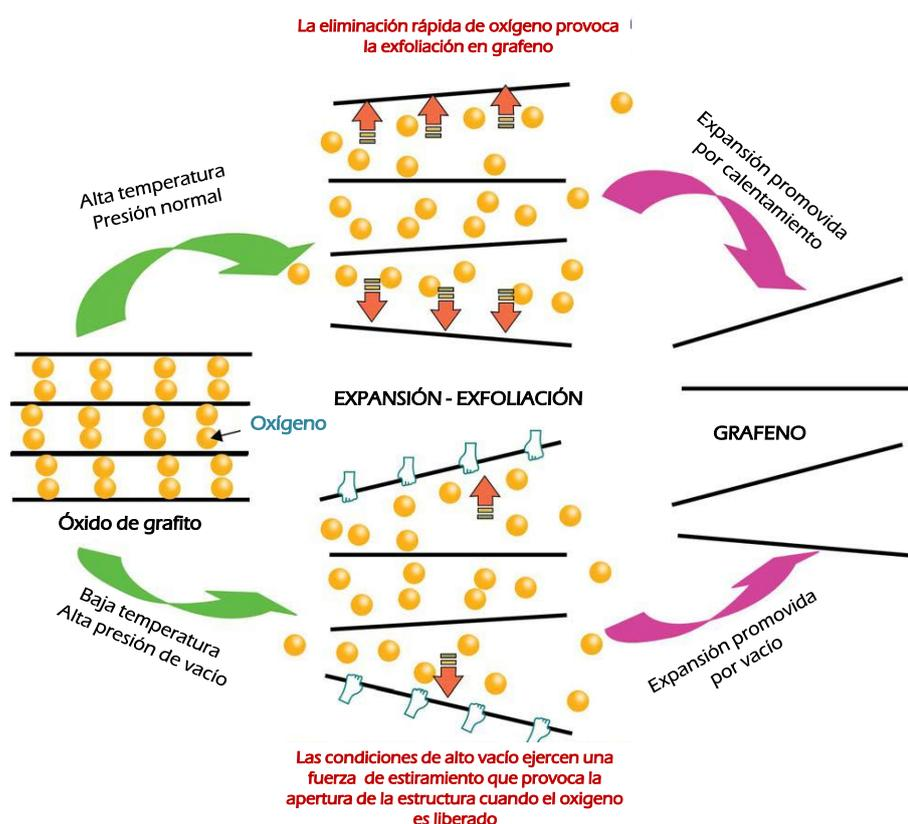 La eliminación rápida de oxígeno provoca
la exfoliación en grafeno
Alta temperatura
Presión normal
Expansión promovida
por calentamiento
EXPANSIÓN - EXFOLIACIÓN
Oxígeno
GRAFENO
Óxido de grafito
Baja temperatura
Alta presión de vacío
Expansión promovida
por vacío
Las condiciones de alto vacío ejercen una
fuerza de estiramiento que provoca la
apertura de la estructura cuando el oxigeno
es liberado